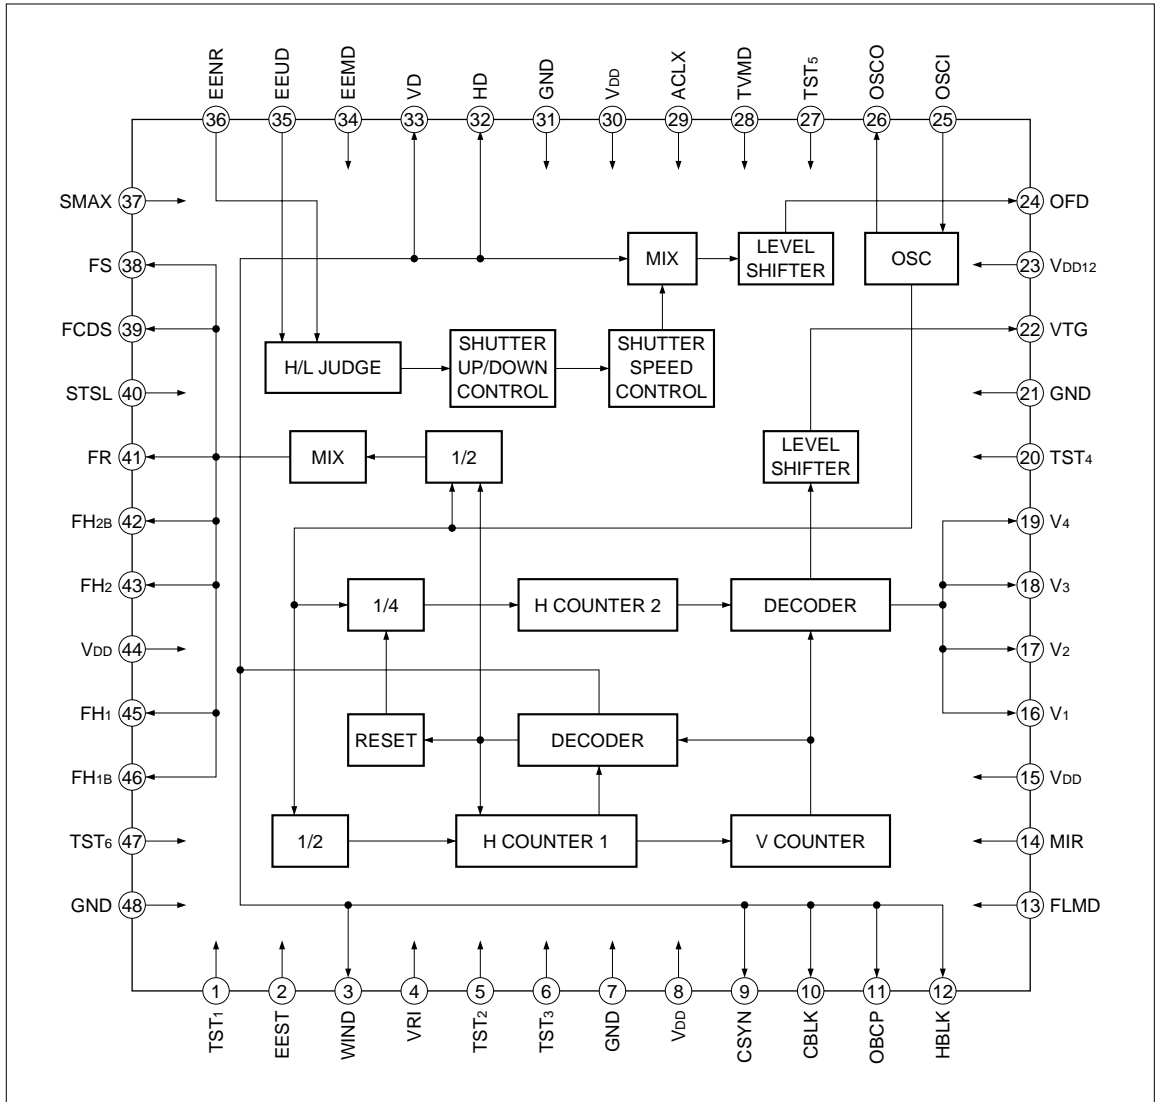 EENR
EEUD
EEMD
VD
HD
GND
VDD
ACLX
TVMD
TST5
OSCO
OSCI
36
35
34
33
32
31
30
29
28
27
26
25
SMAX 37
24 OFD
MIX
LEVEL
SHIFTER
OSC
FS 38
23 VDD12
FCDS 39
22 VTG
H/L JUDGE
SHUTTER
UP/DOWN
CONTROL
SHUTTER
SPEED
CONTROL
STSL 40
21 GND
FR 41
MIX
1/2
LEVEL
SHIFTER
20 TST4
FH2B 42
19 V4
FH2 43
1/4
H COUNTER 2
DECODER
18 V3
VDD 44
17 V2
FH1 45
RESET
DECODER
16 V1
FH1B 46
15 VDD
TST6 47
1/2
H COUNTER 1
V COUNTER
14 MIR
GND 48
13 FLMD
1
2
3
4
5
6
7
8
9
10
11
12
TST1
EEST
WIND
VRI
TST2
TST3
GND
VDD
CSYN
CBLK
OBCP
HBLK